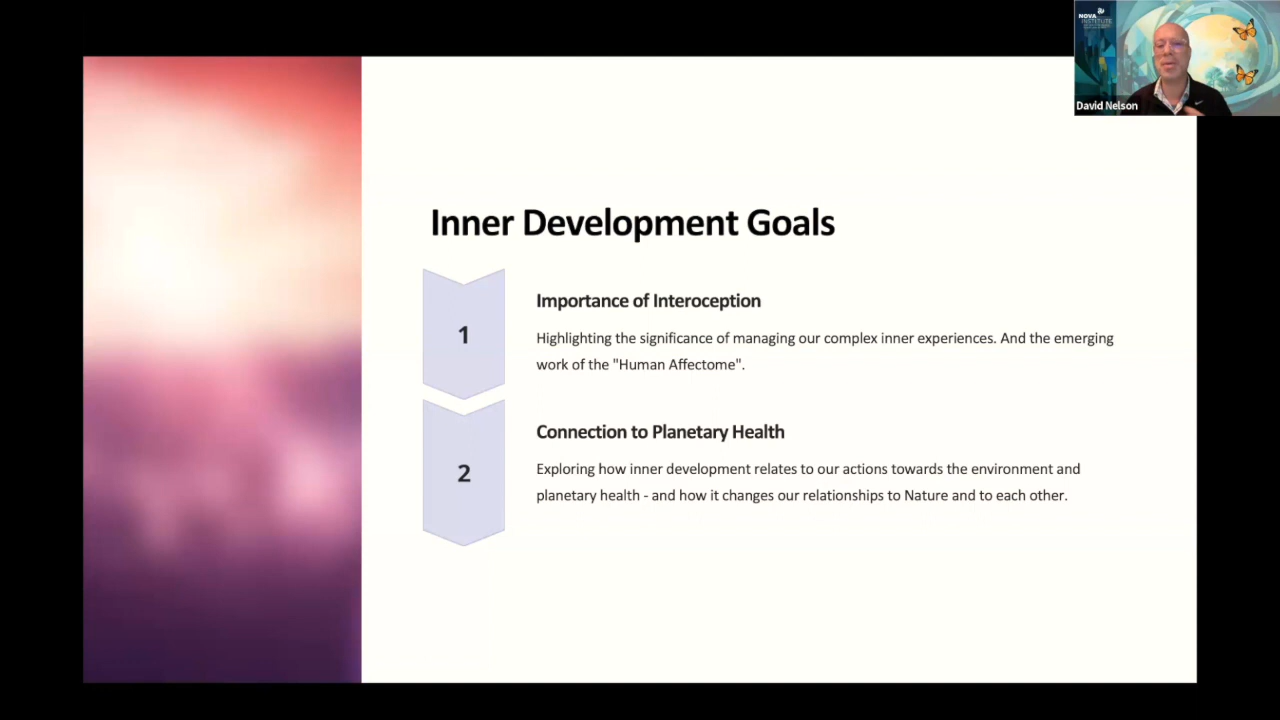 NOVA
INSTITUTE
David Nelson
Inner Development Goals
1
Importance of Interoception
Highlighting the significance of managing our complex inner experiences. And the emerging
work of the "Human Affectome".
2
Connection to Planetary Health
Exploring how inner development relates to our actions towards the environment and
planetary health - and how it changes our relationships to Nature and to each other.